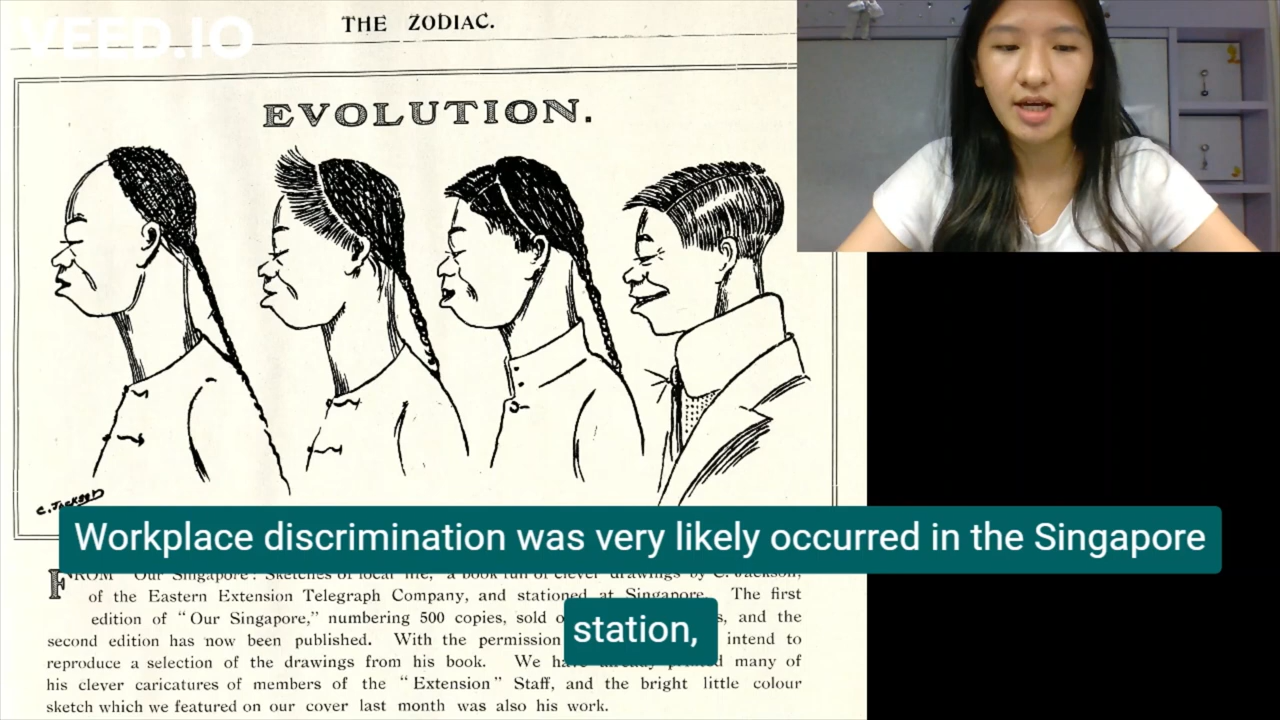 VEED.IO
THE ZODIAC.
EVOLUTION.
C. JACKSON
Workplace discrimination was very likely occurred in the Singapore
station,
FROM "Our Singapore: Sketches of local life," a book full of clever drawings by C. Jackson,
of the Eastern Extension Telegraph Company, and stationed at Singapore. The first
edition of "Our Singapore," numbering 500 copies, sold and the
second edition has now been published. With the permission intend to
reproduce a selection of the drawings from his book. We have already printed many of
his clever caricatures of members of the "Extension" Staff, and the bright little colour
sketch which we featured on our cover last month was also his work.